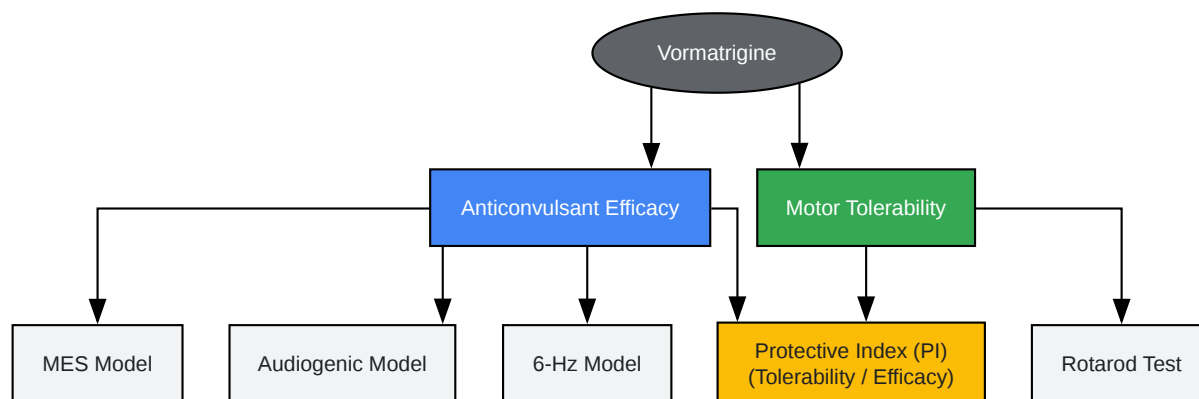 Vormatrigine
Anticonvulsant Efficacy
Motor Tolerability
MES Model
Audiogenic Model
6-Hz Model
Protective Index (PI)
(Tolerability / Efficacy)
Rotarod Test